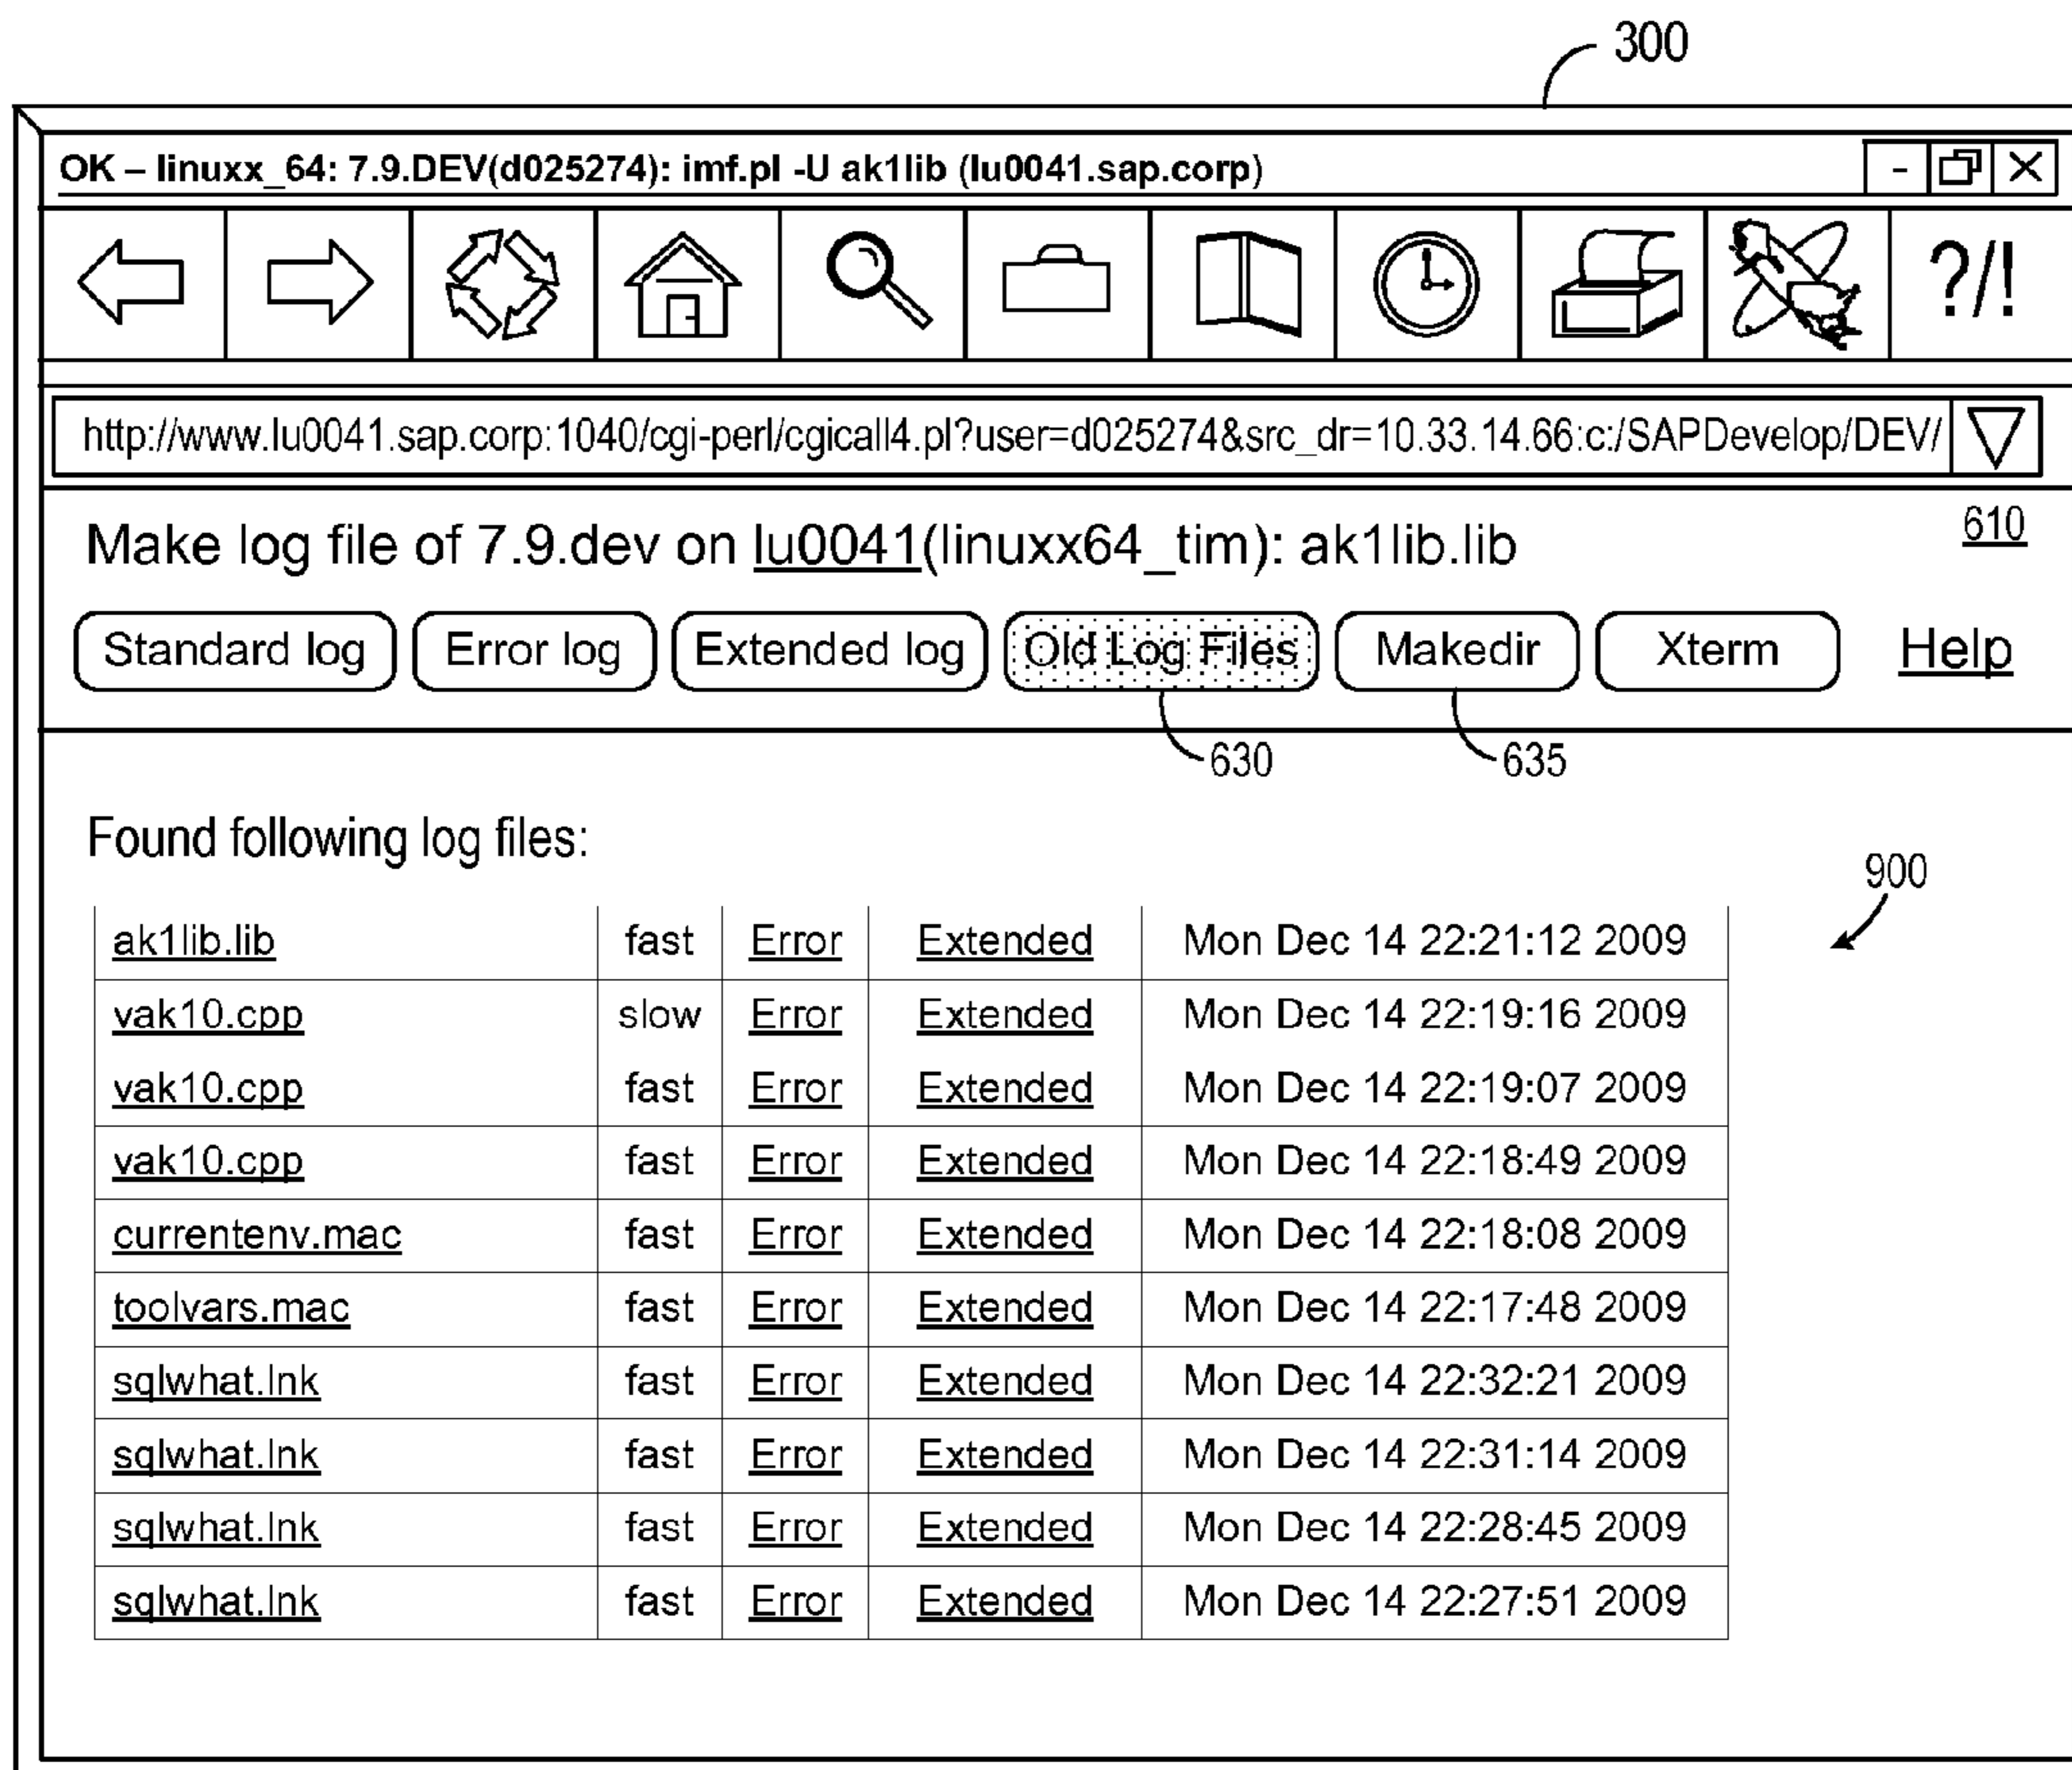 300
OK – linuxx_64: 7.9.DEV(d025274): imf.pl -U ak1lib (lu0041.sap.corp)
?/!
http://www.lu0041.sap.corp:1040/cgi-perl/cgicall4.pl?user=d025274&src_dr=10.33.14.66:c:/SAPDevelop/DEV/
610
Make log file of 7.9.dev on lu0041(linuxx64_tim): ak1lib.lib
Standard log Error log Extended log Old Log Files Makedir Xterm Help
630 635
Found following log files:
900
ak1lib.lib fast Error Extended Mon Dec 14 22:21:12 2009
vak10.cpp slow Error Extended Mon Dec 14 22:19:16 2009
vak10.cpp fast Error Extended Mon Dec 14 22:19:07 2009
vak10.cpp fast Error Extended Mon Dec 14 22:18:49 2009
currentenv.mac fast Error Extended Mon Dec 14 22:18:08 2009
toolvars.mac fast Error Extended Mon Dec 14 22:17:48 2009
sqlwhat.lnk fast Error Extended Mon Dec 14 22:32:21 2009
sqlwhat.lnk fast Error Extended Mon Dec 14 22:31:14 2009
sqlwhat.lnk fast Error Extended Mon Dec 14 22:28:45 2009
sqlwhat.lnk fast Error Extended Mon Dec 14 22:27:51 2009